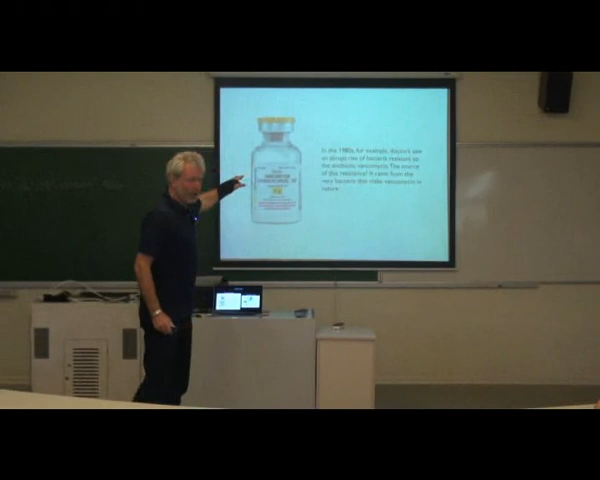 In the 1980s, for example, doctors saw
an abrupt rise of bacteria resistant to
the antibiotic vancomycin. The source
of this resistance? It came from the
very bacteria that make vancomycin in
nature